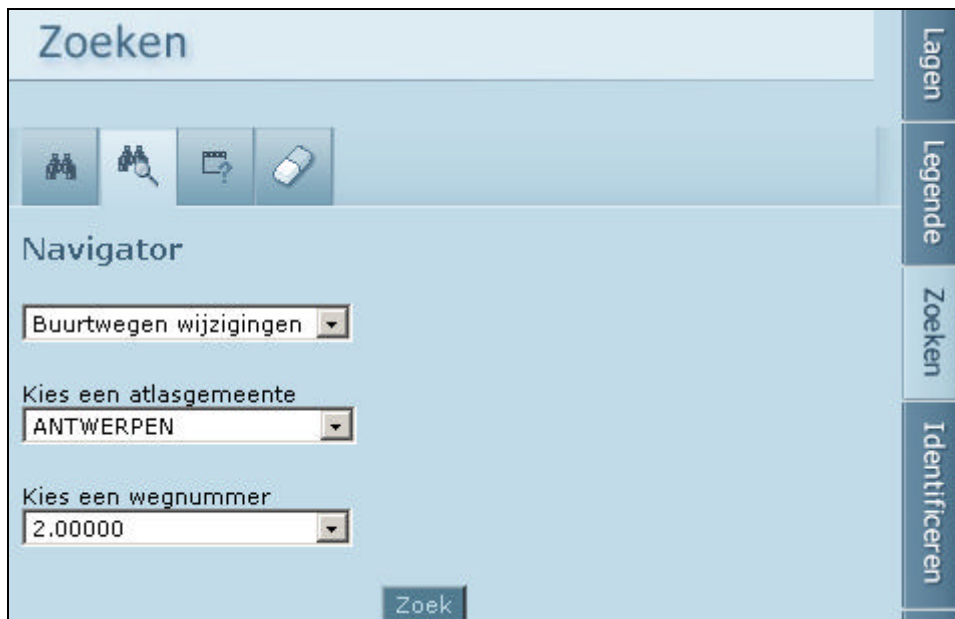 Zoeken
Navigator
Buurtwegen wijzigingen
Kies een atlasgemeente
ANTWERPEN
Kies een wegnummer
2.00000
Zoek
Lagen
Legende
Zoeken
Identificeren